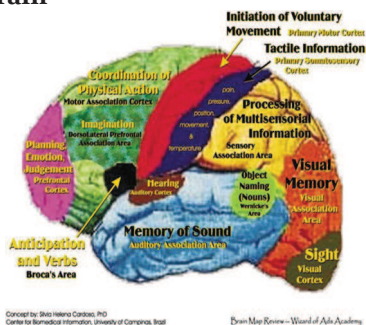 Initiation of Voluntary
Movement Primary Motor Cortex
Tactile Information
Primary Somatosensory
Cortex
Coordination of
Physical Action
Motor Association Cortex
pain,
pressure,
position,
movement,
&
temperature
Processing
of Multisensorial
Information
Sensory
Association Area
Imagination
Dorsolateral Prefrontal
Association Area
Planning,
Emotion,
Judgement
Prefrontal
Cortex
Hearing
Auditory Cortex
Object
Naming
(Nouns)
Wernicke's
Area
Visual
Memory
Visual
Association
Area
Memory of Sound
Auditory Association Area
Anticipation
and Verbs
Broca's Area
Sight
Visual
Cortex
Concept by: Silvia Helena Cardoso, PhD
Center for Biomedical Information, University of Campinas, Brazil
Brain Map Review -- Wizard of Ads Academy